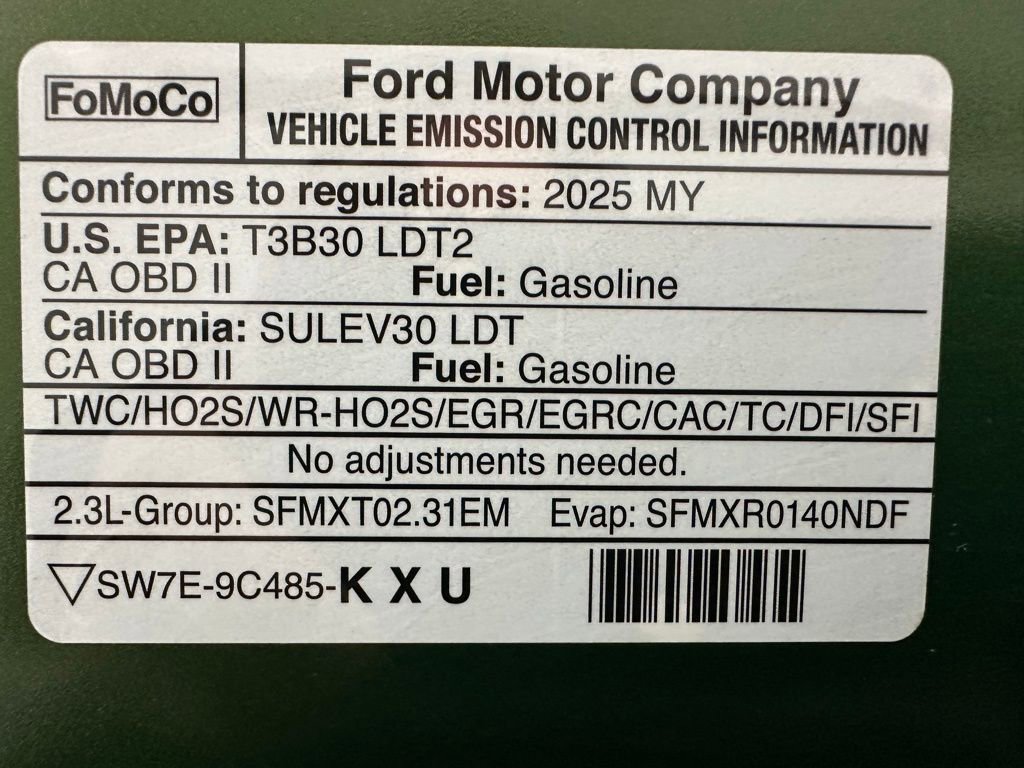 FoMoCo
Ford Motor Company
VEHICLE EMISSION CONTROL INFORMATION
Conforms to regulations: 2025 MY
U.S. EPA: T3B30 LDT2
CA OBD II Fuel: Gasoline
California: SULEV30 LDT
CA OBD II Fuel: Gasoline
TWC/HO2S/WR-HO2S/EGR/EGRC/CAC/TC/DFI/SFI
No adjustments needed.
2.3L-Group: SFMXT02.31EM Evap: SFMXR0140NDF
SW7E-9C485-K X U